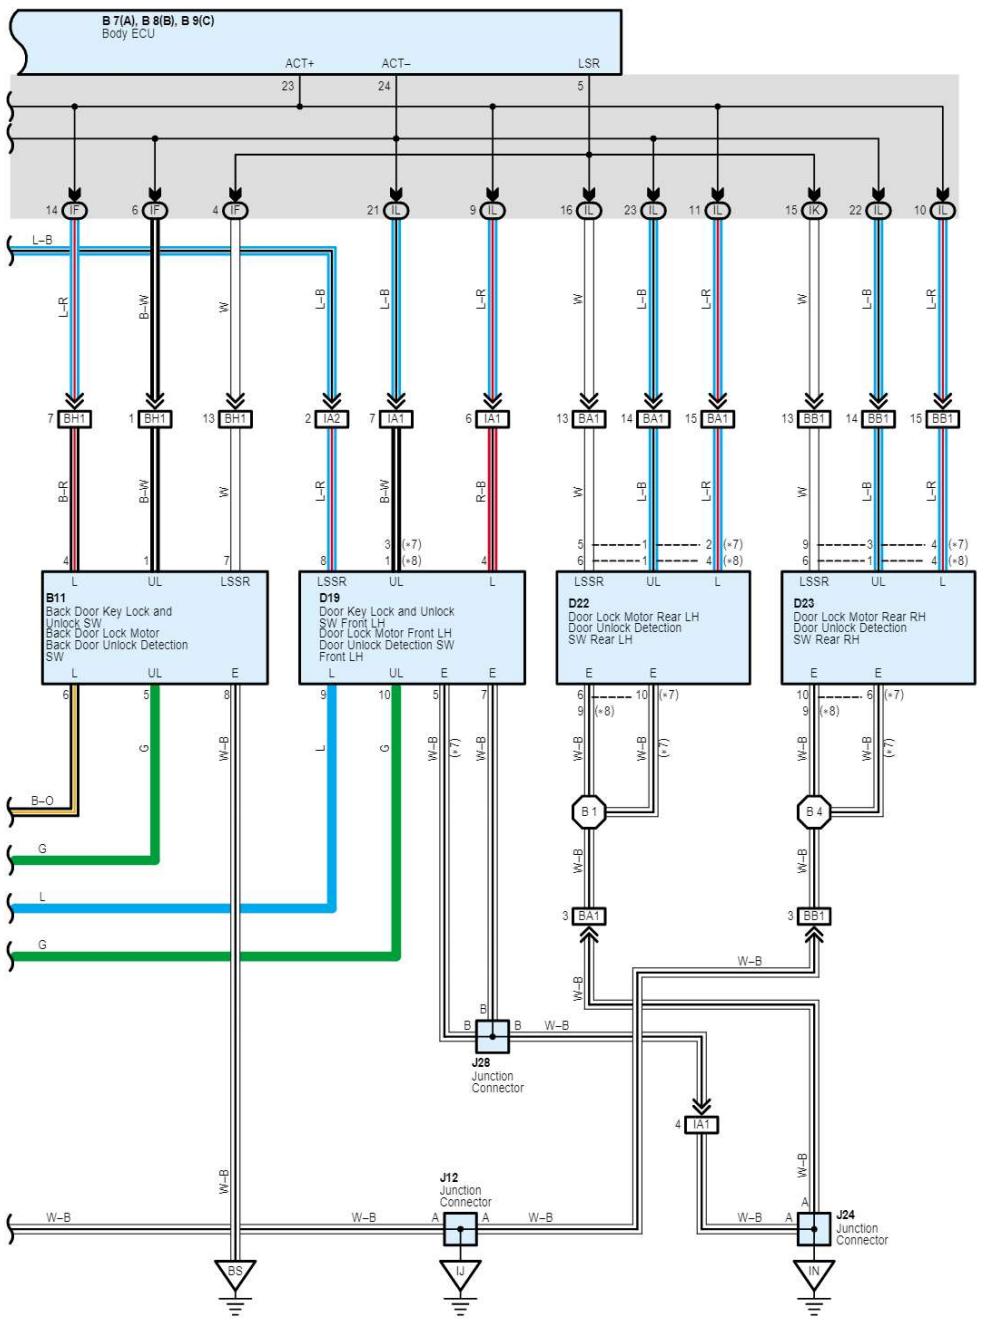 B 7(A), B 8(B), B 9(C)
Body ECU
ACT+ ACT– LSR
23 24 5
14 IF 6 IF 4 IF 21 IL 9 IL 16 IL 23 IL 11 IL 15 IK 22 IL 10 IL
L–B
L–R B–W W L–B L–B L–R W L–B L–R W L–B L–R
7 BH1 1 BH1 13 BH1 2 IA2 7 IA1 6 IA1 13 BA1 14 BA1 15 BA1 13 BB1 14 BB1 15 BB1
B–R B–W W L–R B–W R–B W L–B L–R W L–B L–R
3 (*7) 5 1 2 (*7) 9 3 4 (*7)
4 1 7 8 1 (*8) 4 6 1 4 (*8) 6 1 4 (*8)
L UL LSSR LSSR UL L LSSR UL L LSSR UL L
B11
Back Door Key Lock and
Unlock SW
Back Door Lock Motor
Back Door Unlock Detection
SW
D19
Door Key Lock and Unlock
SW Front LH
Door Lock Motor Front LH
Door Unlock Detection SW
Front LH
D22
Door Lock Motor Rear LH
Door Unlock Detection
SW Rear LH
D23
Door Lock Motor Rear RH
Door Unlock Detection
SW Rear RH
L UL E L UL E E E E E E
6 5 8 9 10 5 7 6 10 (*7) 10 6 (*7)
9 (*8) 9 (*8)
G W–B L G W–B (*7) W–B W–B W–B (*7) W–B W–B (*7)
B–O
B 1 B 4
G
W–B W–B
L
3 BA1 3 BB1
G
W–B
W–B
B
B B W–B
J28
Junction
Connector
4 IA1
W–B W–B
J12
Junction
Connector
A
W–B W–B A A W–B W–B A
J24
Junction
Connector
BS IJ IN